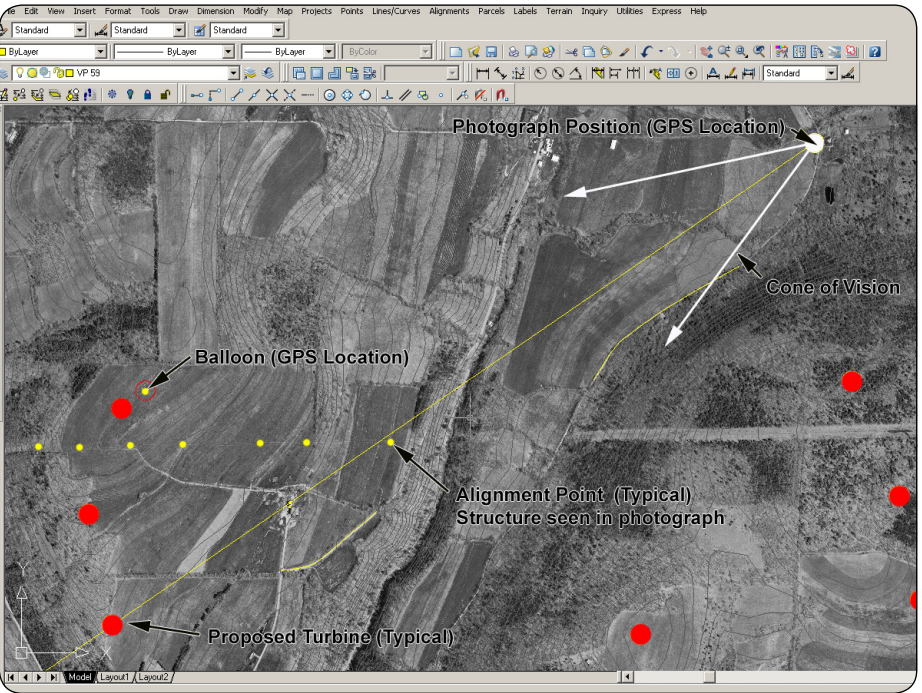 File Edit View Insert Format Tools Draw Dimension Modify Map Projects Points Lines/Curves Alignments Parcels Labels Terrain Inquiry Utilities Express Help
Standard Standard Standard
ByLayer ByLayer ByLayer ByColor
VP 59 Standard
Photograph Position (GPS Location)
Cone of Vision
Balloon (GPS Location)
Alignment Point (Typical)
Structure seen in photograph
Proposed Turbine (Typical)
Y
X
Model Layout1 Layout2